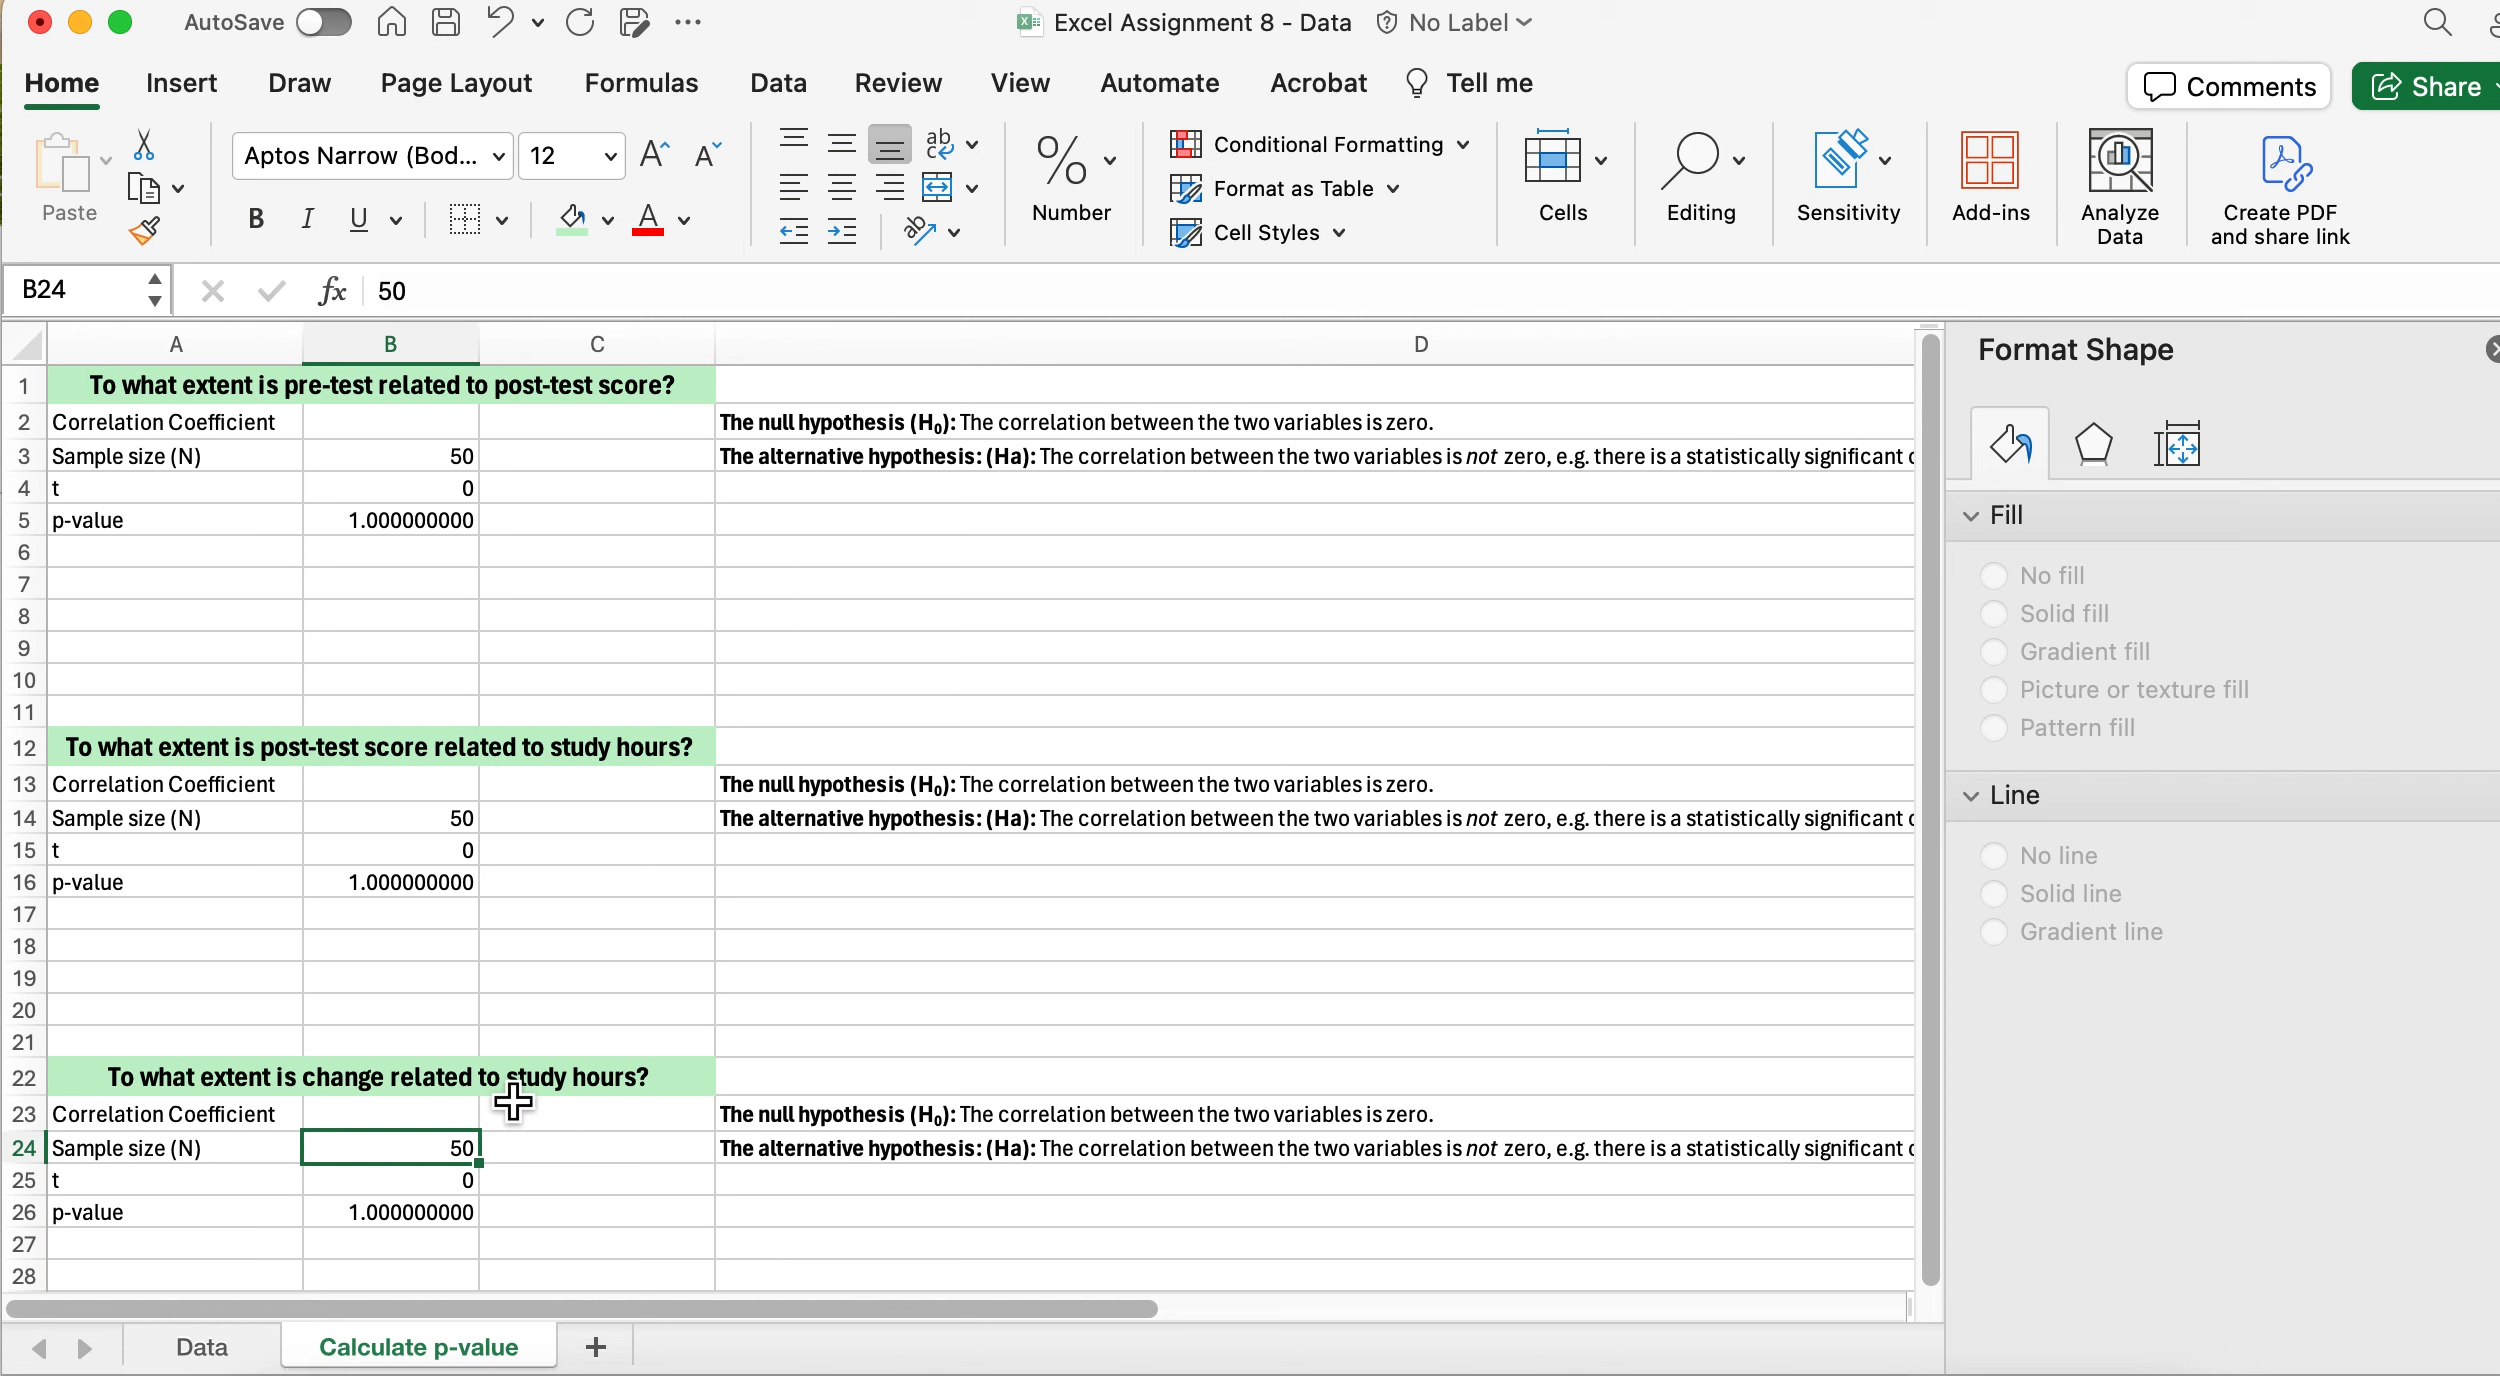 AutoSave
Excel Assignment 8 - Data
No Label
Home Insert Draw Page Layout Formulas Data Review View Automate Acrobat Tell me
Comments
Share
Paste
Aptos Narrow (Bod... 12
B I U
Number
Conditional Formatting
Format as Table
Cell Styles
Cells
Editing
Sensitivity
Add-ins
Analyze Data
Create PDF and share link
B24 fx 50
A B C D
1 To what extent is pre-test related to post-test score?
2 Correlation Coefficient The null hypothesis (H₀): The correlation between the two variables is zero.
3 Sample size (N) 50 The alternative hypothesis: (Ha): The correlation between the two variables is not zero, e.g. there is a statistically significant
4 t 0
5 p-value 1.000000000
6
7
8
9
10
11
12 To what extent is post-test score related to study hours?
13 Correlation Coefficient The null hypothesis (H₀): The correlation between the two variables is zero.
14 Sample size (N) 50 The alternative hypothesis: (Ha): The correlation between the two variables is not zero, e.g. there is a statistically significant
15 t 0
16 p-value 1.000000000
17
18
19
20
21
22 To what extent is change related to study hours?
23 Correlation Coefficient The null hypothesis (H₀): The correlation between the two variables is zero.
24 Sample size (N) 50 The alternative hypothesis: (Ha): The correlation between the two variables is not zero, e.g. there is a statistically significant
25 t 0
26 p-value 1.000000000
27
28
Data Calculate p-value +
Format Shape
Fill
No fill
Solid fill
Gradient fill
Picture or texture fill
Pattern fill
Line
No line
Solid line
Gradient line